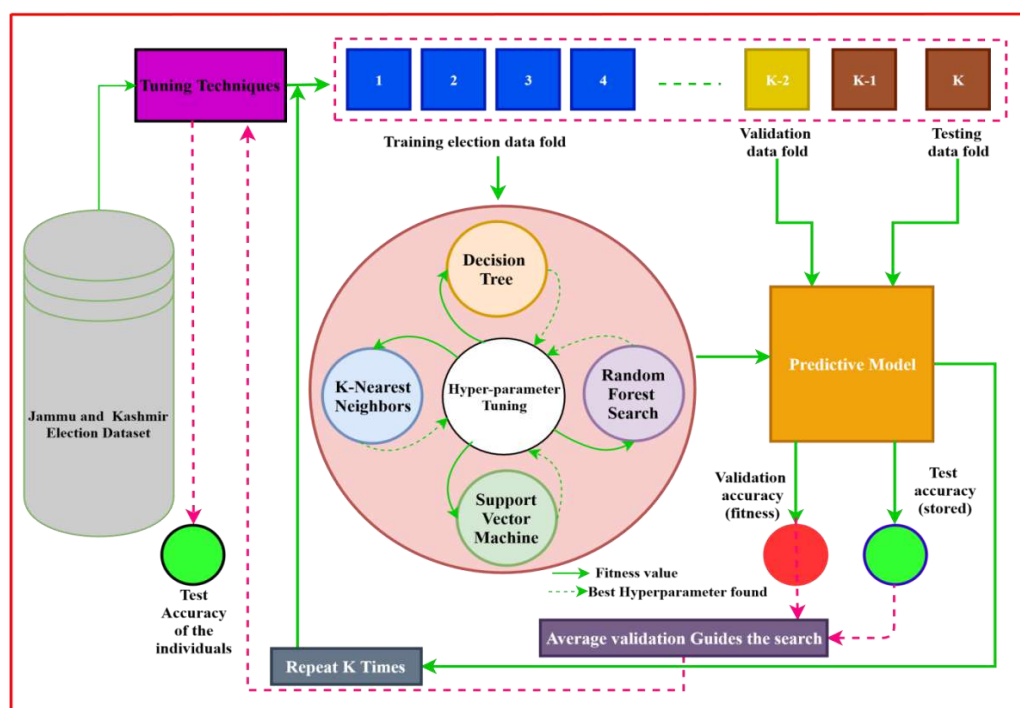 Tuning Techniques
1
2
3
4
K-2
K-1
K
Training election data fold
Validation
data fold
Testing
data fold
Decision
Tree
K-Nearest
Neighbors
Hyper-parameter
Tuning
Random
Forest
Search
Support
Vector
Machine
Predictive Model
Jammu and Kashmir
Election Dataset
Validation
accuracy
(fitness)
Test
accuracy
(stored)
Fitness value
Best Hyperparameter found
Test
Accuracy
of the
individuals
Average validation Guides the search
Repeat K Times